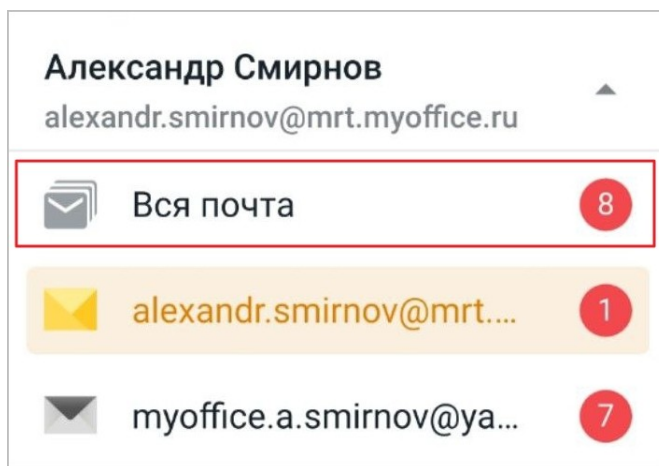 Александр Смирнов
alexandr.smirnov@mrt.myoffice.ru
Вся почта 8
alexandr.smirnov@mrt.... 1
myoffice.a.smirnov@ya... 7